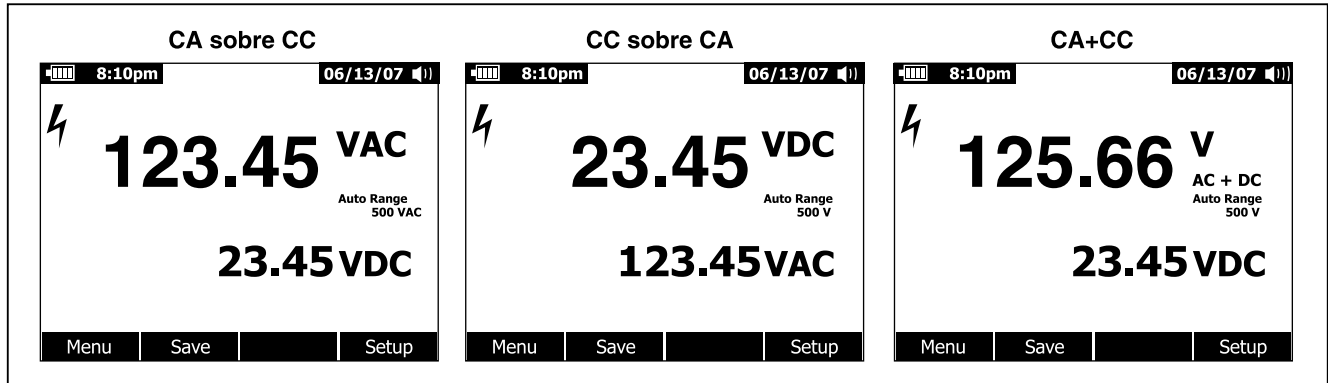 CA sobre CC
8:10pm
06/13/07
123.45 VAC
Auto Range
500 VAC
23.45 VDC
Menu Save Setup
CC sobre CA
8:10pm
06/13/07
23.45 VDC
Auto Range
500 V
123.45 VAC
Menu Save Setup
CA+CC
8:10pm
06/13/07
125.66 V
AC + DC
Auto Range
500 V
23.45 VDC
Menu Save Setup